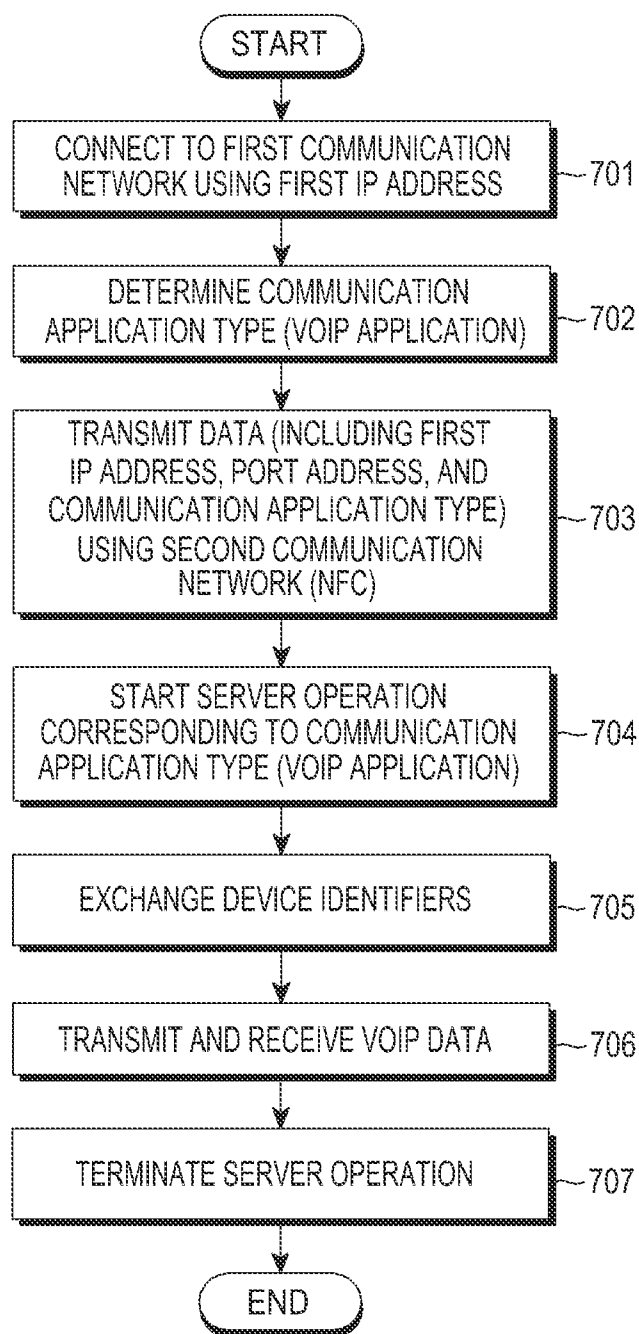 START
CONNECT TO FIRST COMMUNICATION
NETWORK USING FIRST IP ADDRESS
701
DETERMINE COMMUNICATION
APPLICATION TYPE (VOIP APPLICATION)
702
TRANSMIT DATA (INCLUDING FIRST
IP ADDRESS, PORT ADDRESS, AND
COMMUNICATION APPLICATION TYPE)
USING SECOND COMMUNICATION
NETWORK (NFC)
703
START SERVER OPERATION
CORRESPONDING TO COMMUNICATION
APPLICATION TYPE (VOIP APPLICATION)
704
EXCHANGE DEVICE IDENTIFIERS
705
TRANSMIT AND RECEIVE VOIP DATA
706
TERMINATE SERVER OPERATION
707
END